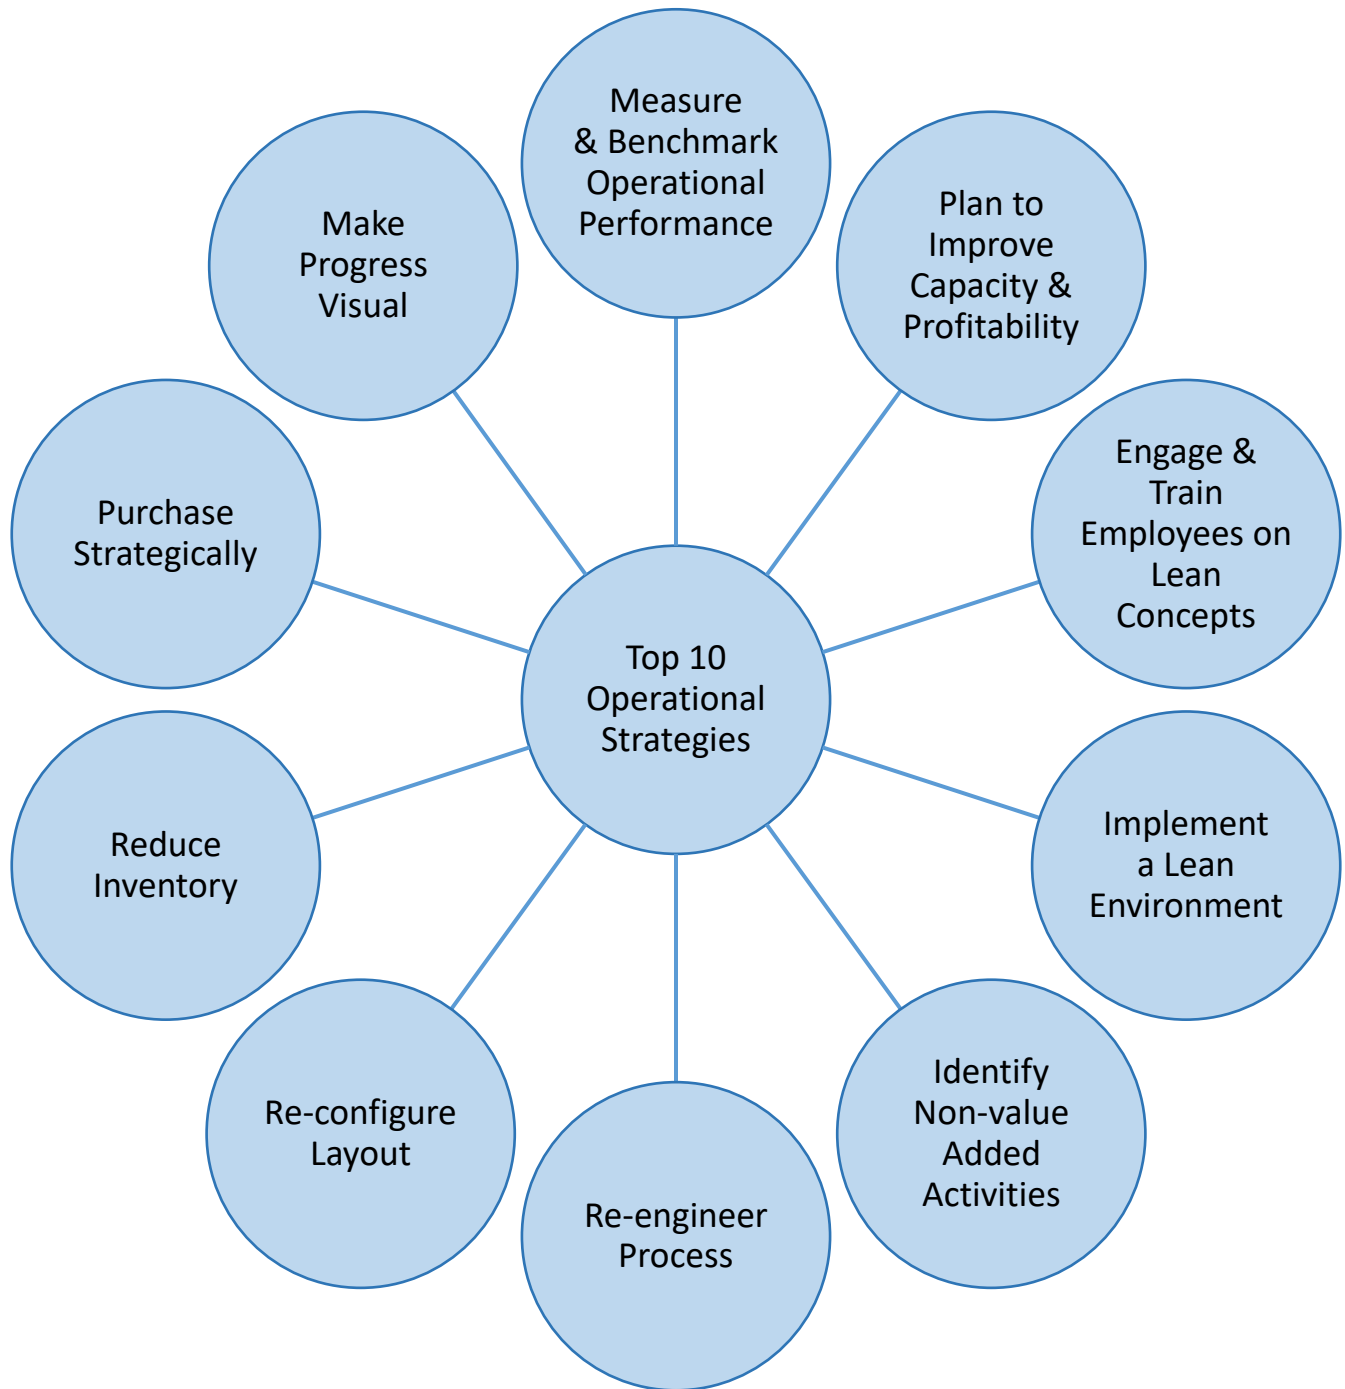 Measure
& Benchmark
Operational
Performance
Plan to
Improve
Capacity &
Profitability
Engage &
Train
Employees on
Lean
Concepts
Implement
a Lean
Environment
Identify
Non-value
Added
Activities
Re-engineer
Process
Re-configure
Layout
Reduce
Inventory
Purchase
Strategically
Make
Progress
Visual
Top 10
Operational
Strategies